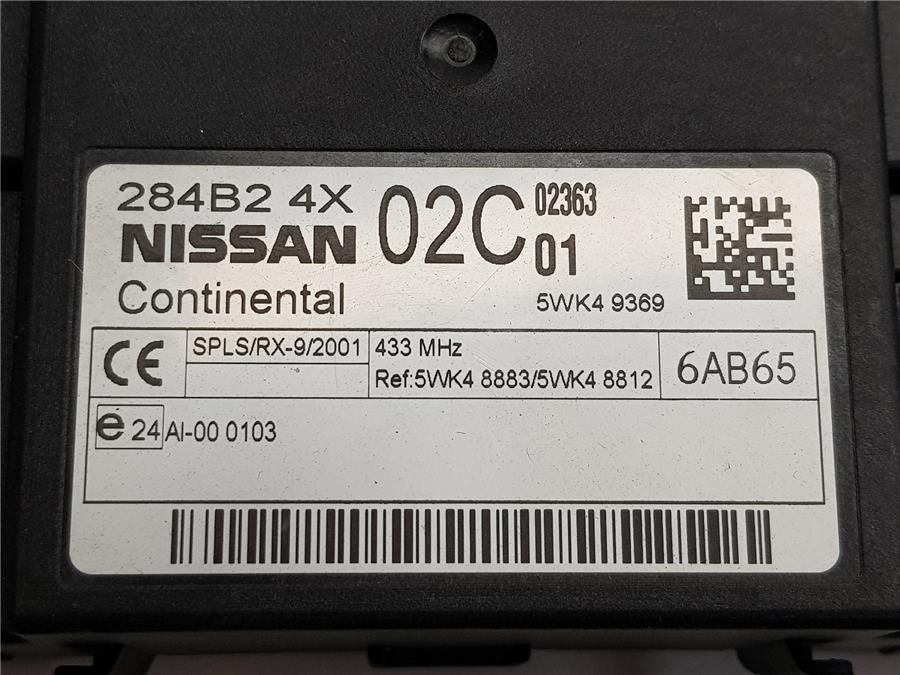 284B2 4X
NISSAN
Continental
02C
02363
01
5WK4 9369
CE
SPLS/RX-9/2001
433 MHz
Ref:5WK4 8883/5WK4 8812
6AB65
e 24 AI-00 0103